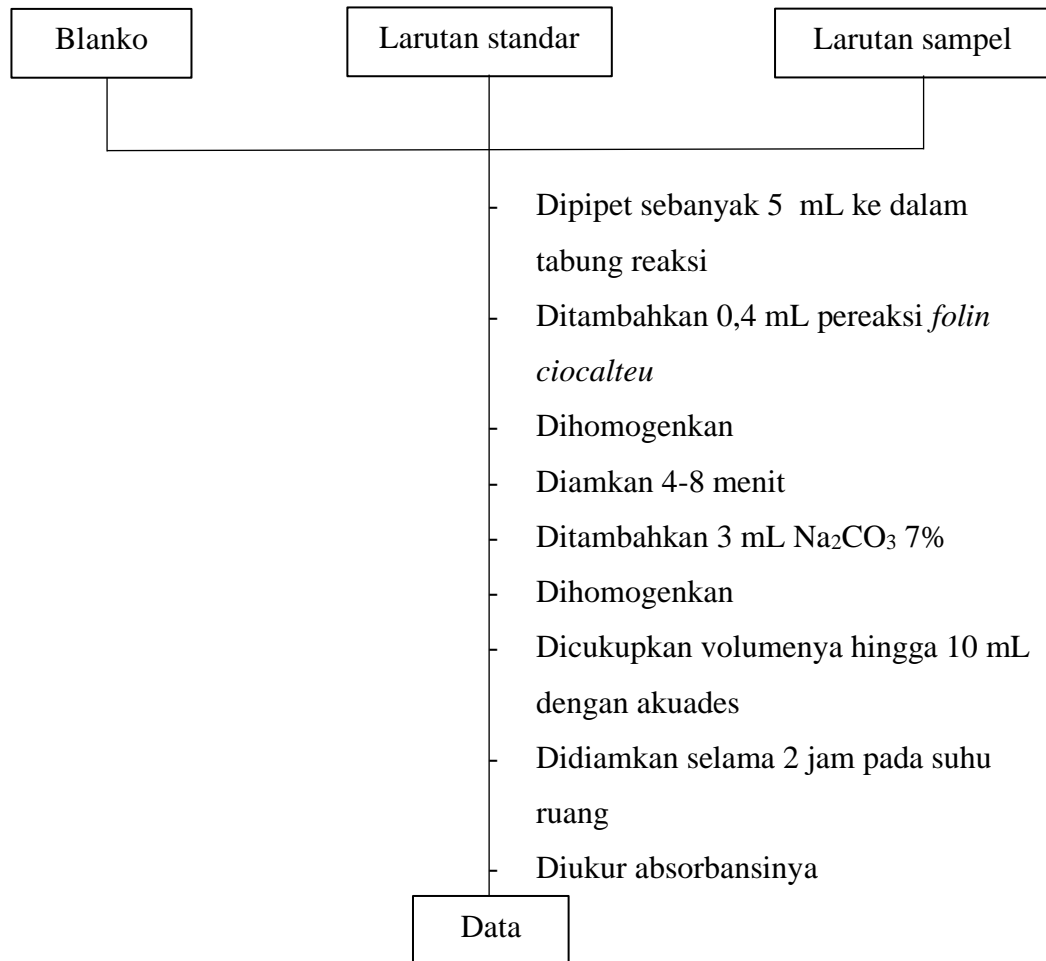 Blanko
Larutan standar
Larutan sampel
- Dipipet sebanyak 5 mL ke dalam
tabung reaksi
- Ditambahkan 0,4 mL pereaksi folin
ciocalteu
- Dihomogenkan
- Diamkan 4-8 menit
- Ditambahkan 3 mL Na₂CO₃ 7%
- Dihomogenkan
- Dicukupkan volumenya hingga 10 mL
dengan akuades
- Didiamkan selama 2 jam pada suhu
ruang
- Diukur absorbansinya
Data